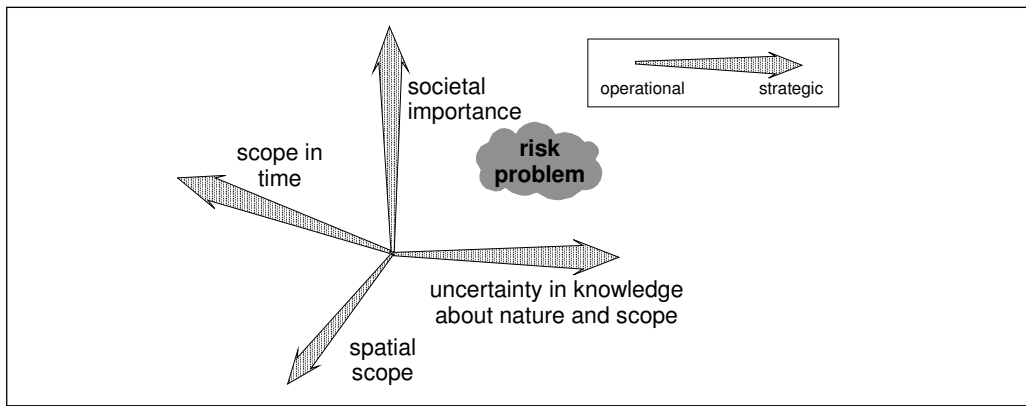 societal
importance
operational strategic
risk
problem
scope in
time
uncertainty in knowledge
about nature and scope
spatial
scope